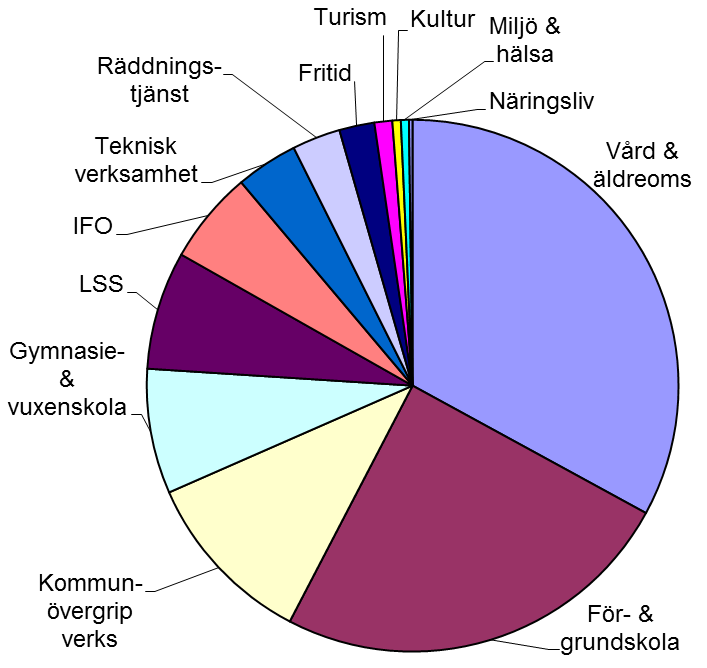 Turism
Kultur
Miljö &
hälsa
Räddnings-
tjänst
Fritid
Näringsliv
Teknisk
verksamhet
Vård &
äldreoms
IFO
LSS
Gymnasie-
&
vuxenskola
Kommun-
övergrip
verks
För- &
grundskola